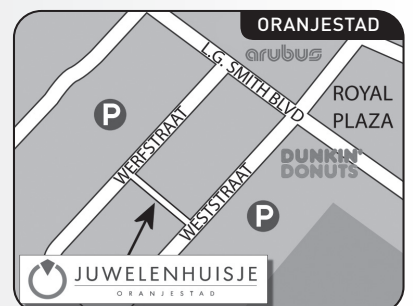 ORANJESTAD
arubus
L.G. SMITH BLVD
ROYAL
PLAZA
P
WERFSTRAAT
DUNKIN'
DONUTS
WESTSTRAAT
P
JUWELENHUISJE
ORANJESTAD